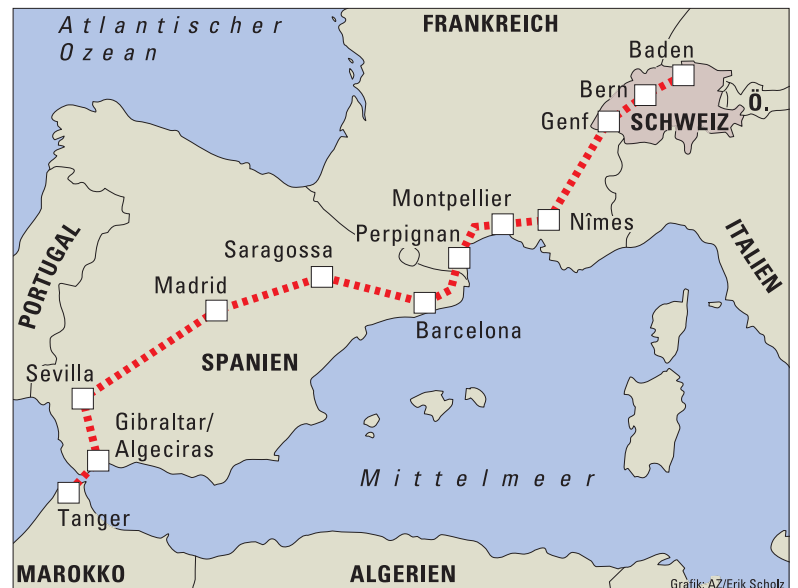 Atlantischer
Ozean
FRANKREICH
Baden
Bern
Ö.
Genf
SCHWEIZ
Montpellier
Nîmes
Perpignan
Saragossa
ITALIEN
PORTUGAL
Madrid
Barcelona
SPANIEN
Sevilla
Gibraltar/
Algeciras
Mittelmeer
Tanger
MAROKKO
ALGERIEN
Grafik: AZ/Erik Scholz